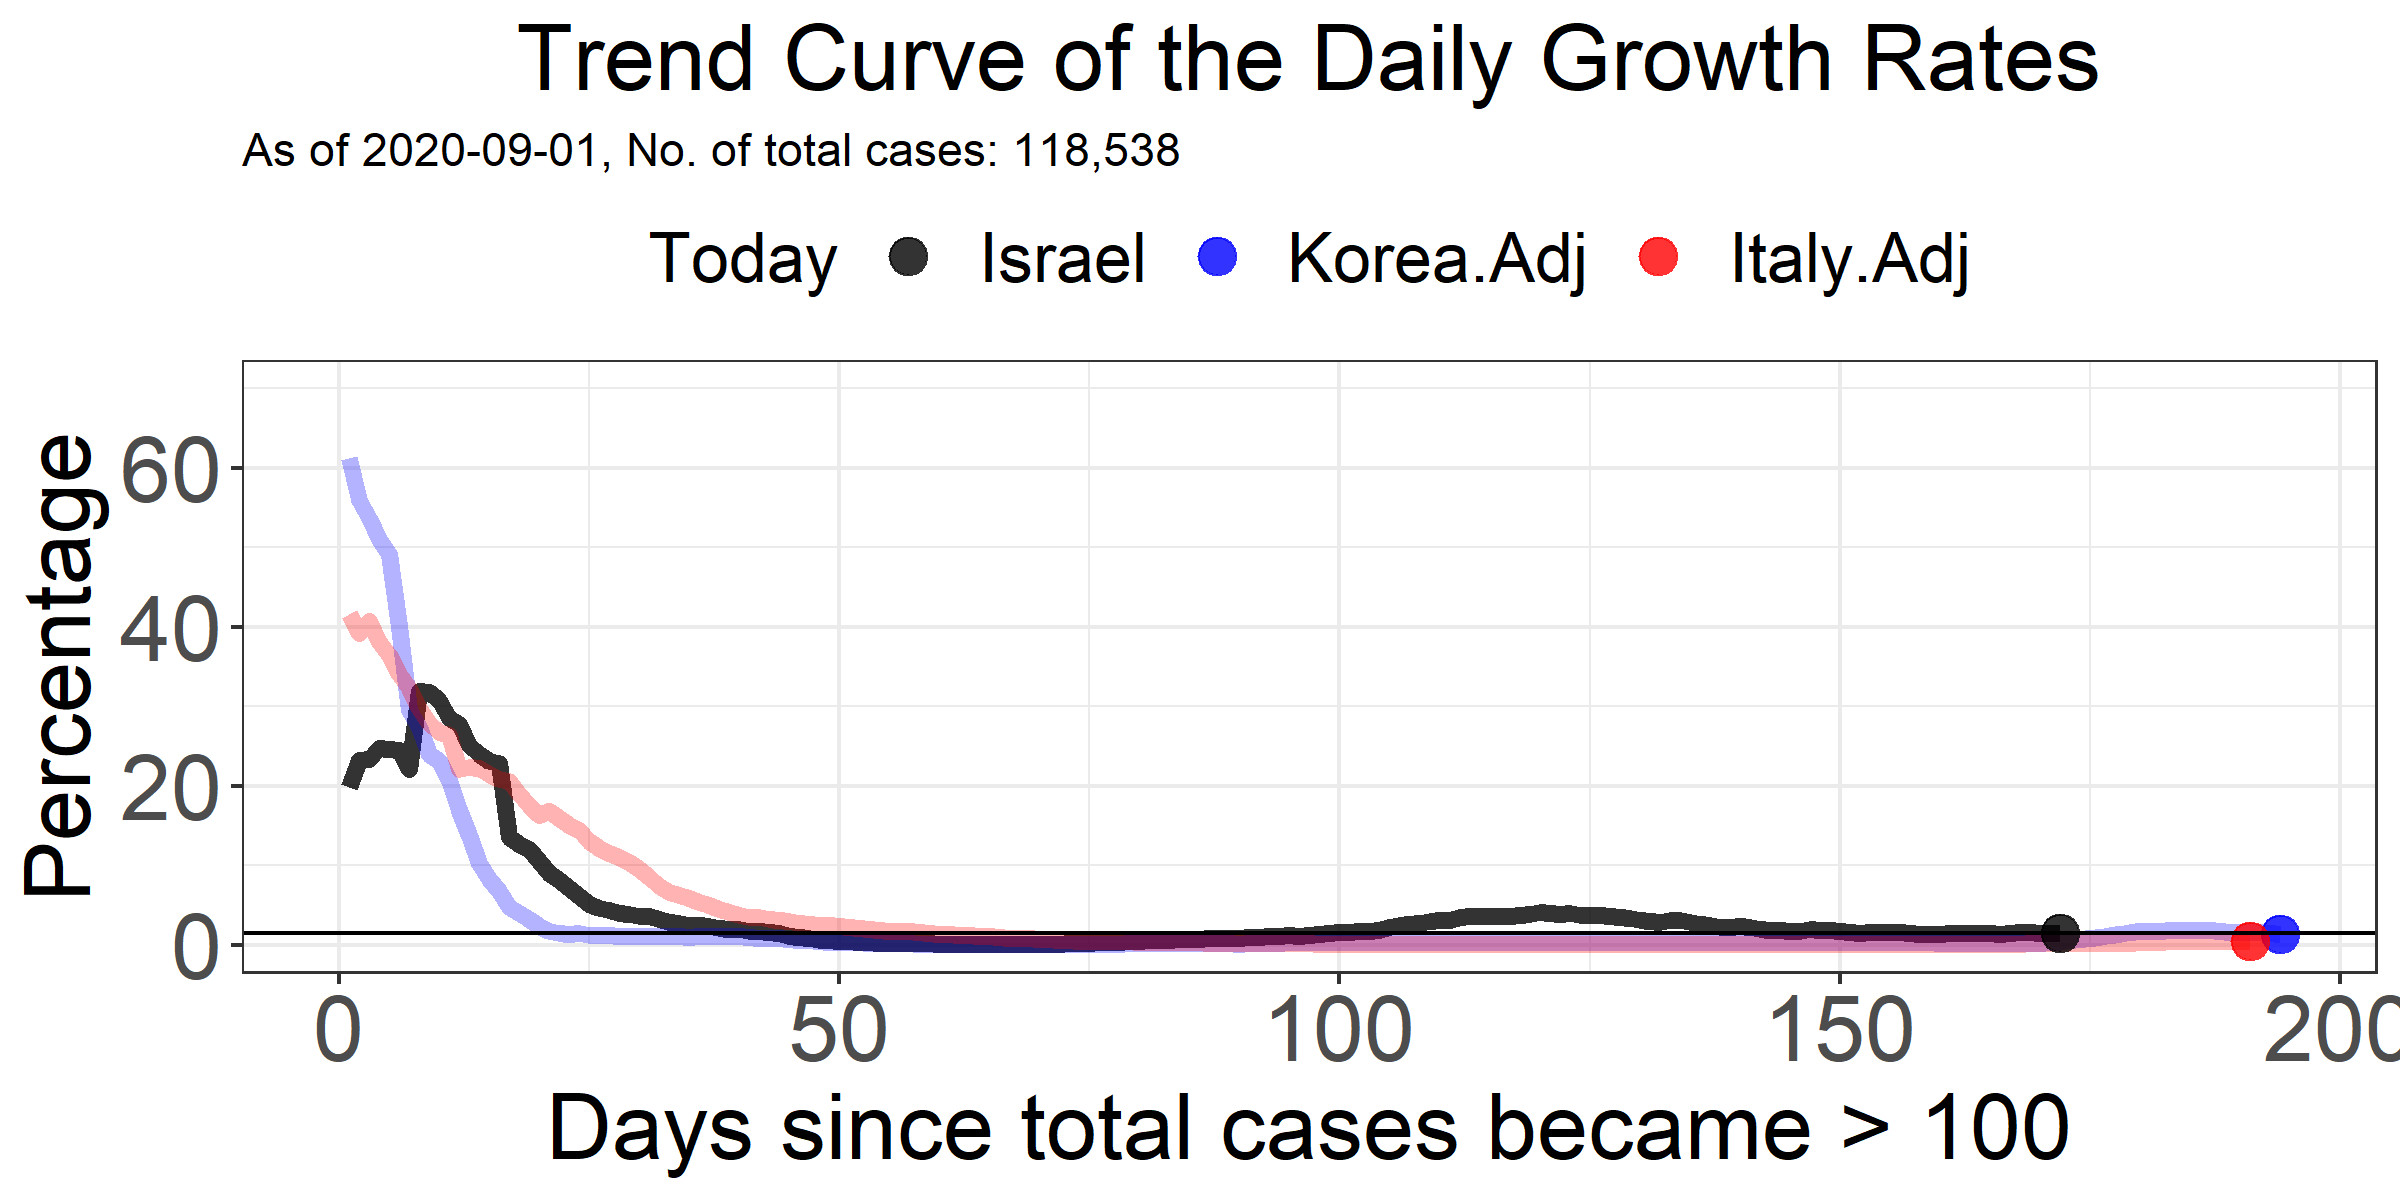 Trend Curve of the Daily Growth Rates
As of 2020-09-01, No. of total cases: 118,538
Today Israel Korea.Adj Italy.Adj
Percentage
60
40
20
0
0 50 100 150 200
Days since total cases became > 100